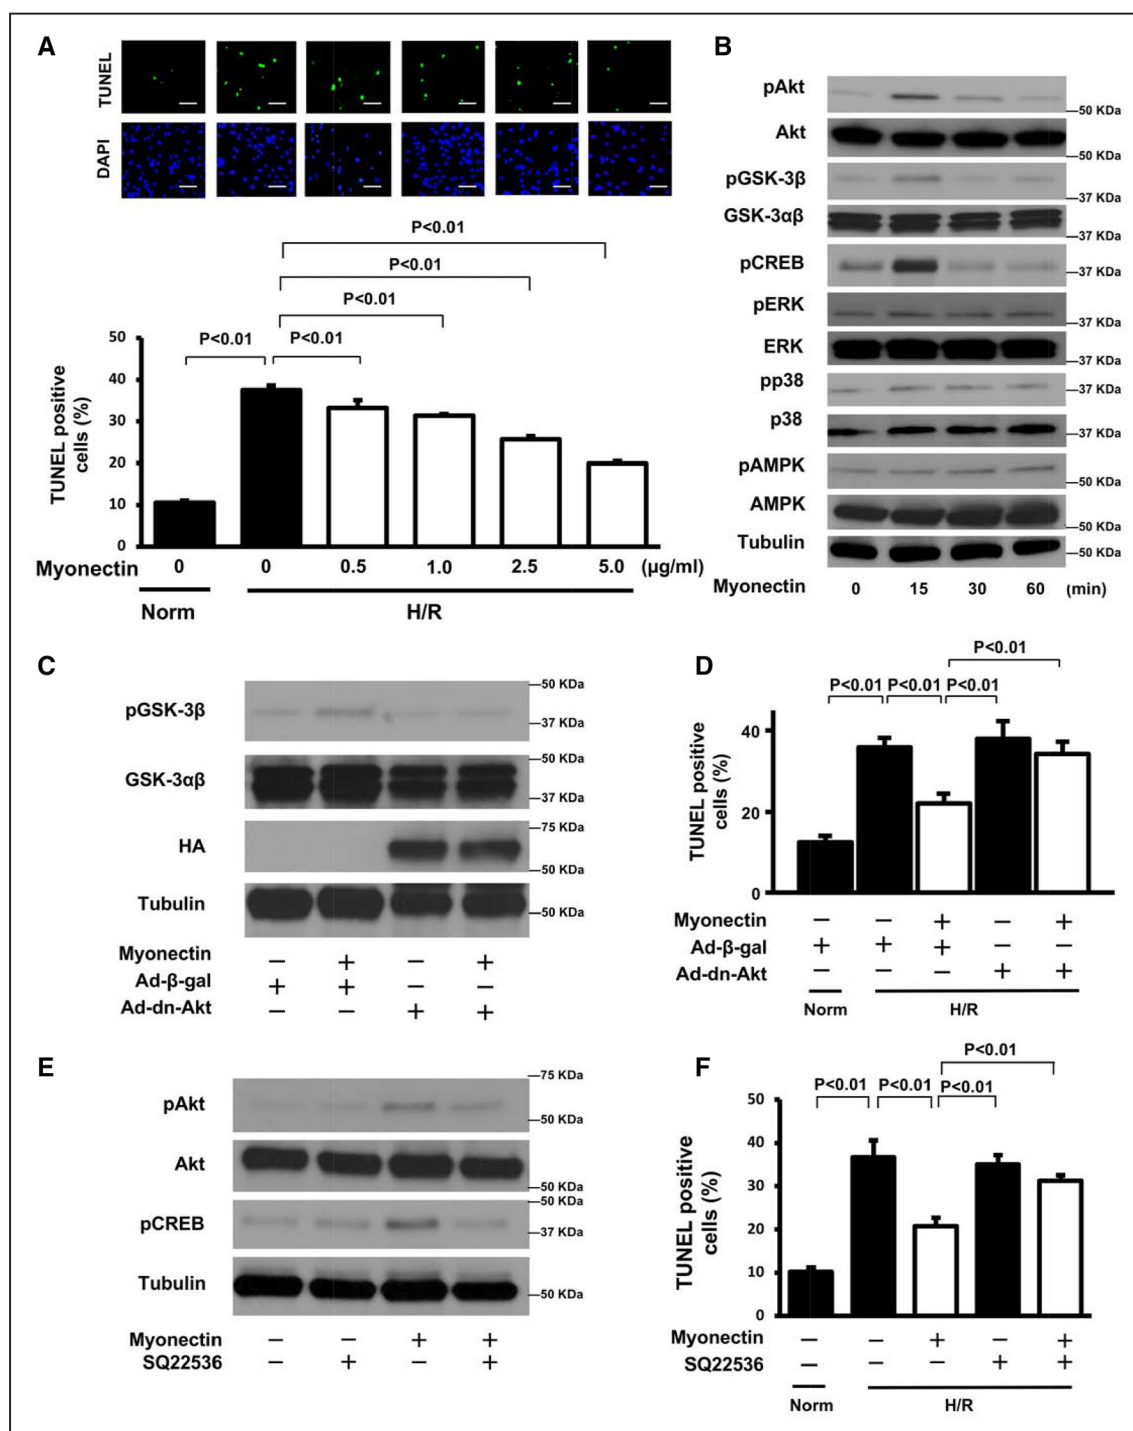 A
TUNEL
DAPI
P<0.01
P<0.01
P<0.01
P<0.01 P<0.01
TUNEL positive
cells (%)
50
40
30
20
10
0
Myonectin 0 0 0.5 1.0 2.5 5.0 (μg/ml)
Norm H/R
B
pAkt
—50 KDa
Akt
—50 KDa
pGSK-3β
—37 KDa
GSK-3αβ
—37 KDa
pCREB
—37 KDa
pERK
—37 KDa
ERK
—37 KDa
pp38
—37 KDa
p38
—37 KDa
pAMPK
—50 KDa
AMPK
—50 KDa
Tubulin
—50 KDa
Myonectin 0 15 30 60 (min)
C
—50 KDa
pGSK-3β
—37 KDa
—50 KDa
GSK-3αβ
—37 KDa
—75 KDa
HA
—50 KDa
Tubulin
—50 KDa
Myonectin − + − +
Ad-β-gal + + − −
Ad-dn-Akt − − + +
D
P<0.01
P<0.01 P<0.01 P<0.01
TUNEL positive
cells (%)
40
20
0
Myonectin − − + − +
Ad-β-gal + + + − −
Ad-dn-Akt − − − + +
Norm H/R
E
—75 KDa
pAkt
—50 KDa
Akt
—50 KDa
—50 KDa
pCREB
—37 KDa
Tubulin
—50 KDa
Myonectin − − + +
SQ22536 − + − +
F
P<0.01
P<0.01 P<0.01 P<0.01
TUNEL positive
cells (%)
50
40
30
20
10
0
Myonectin − − + − +
SQ22536 − − − + +
Norm H/R